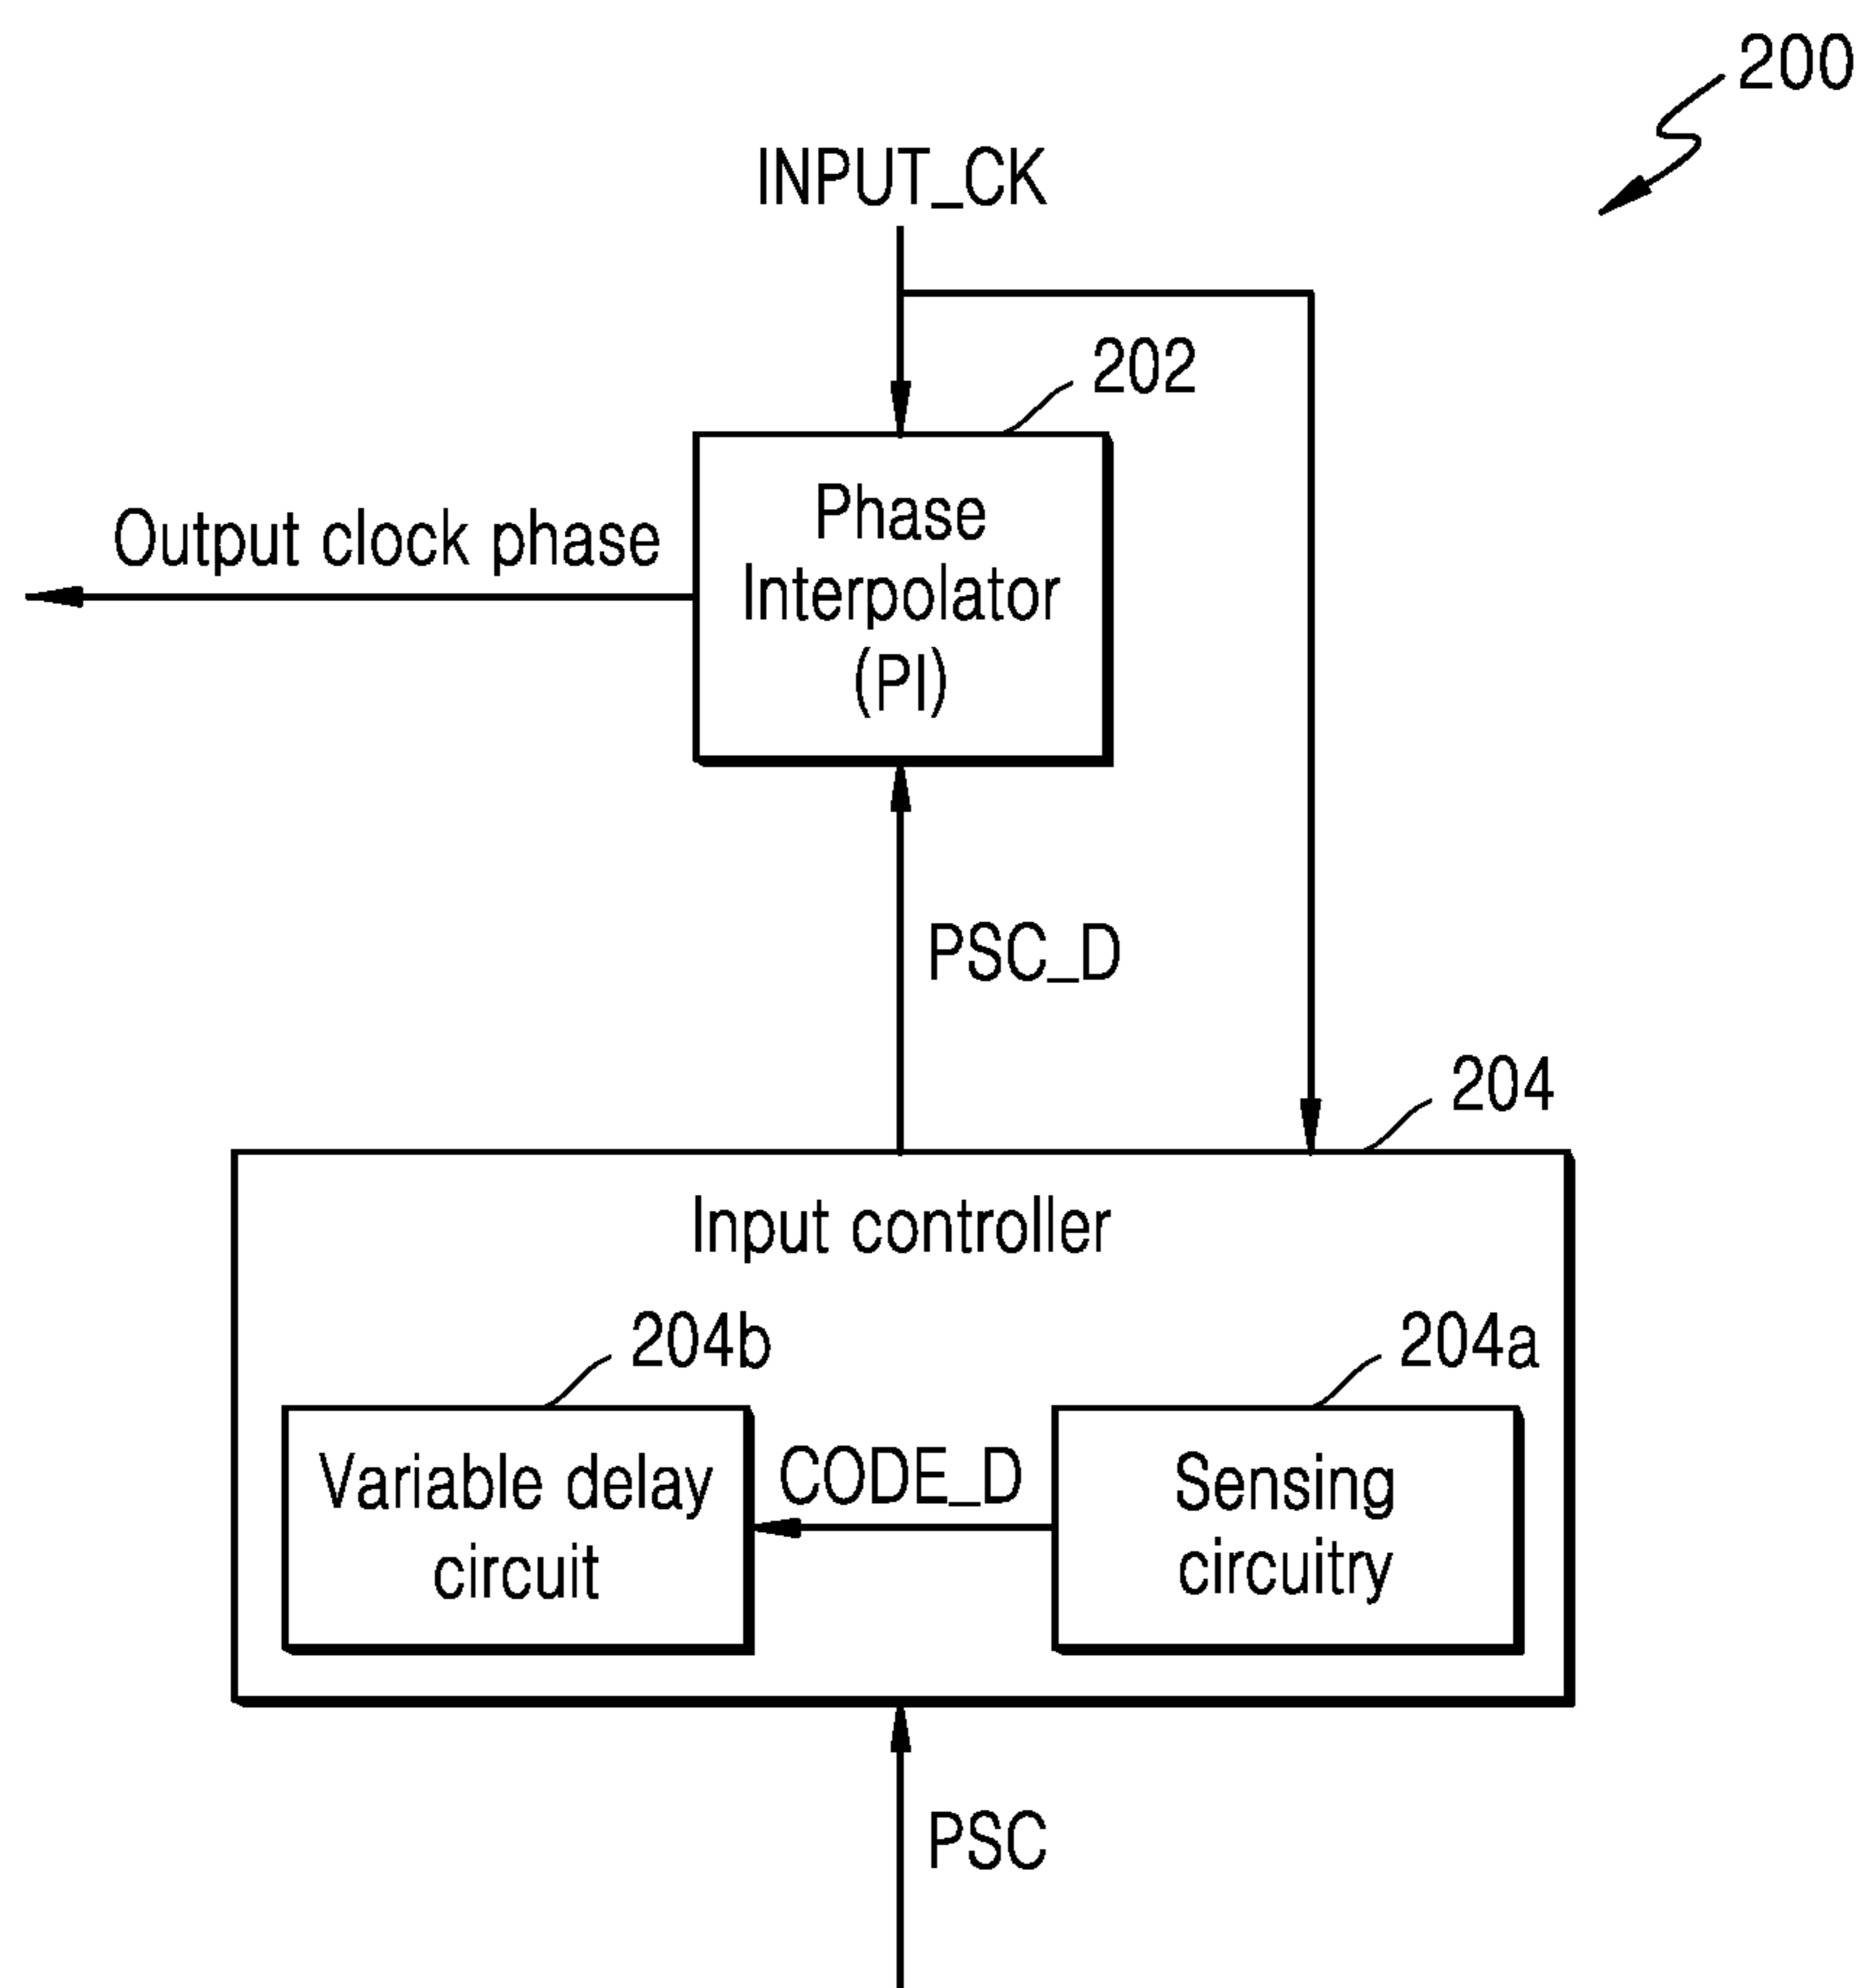 200
INPUT_CK
202
Phase
Interpolator
(PI)
Output clock phase
PSC_D
204
Input controller
204b
204a
Variable delay
circuit
CODE_D
Sensing
circuitry
PSC